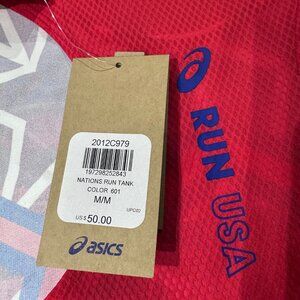 2012C979
197298252843
NATIONS RUN TANK
COLOR 601
M/M
UPC02
US$ 50.00
asics
RUN USA